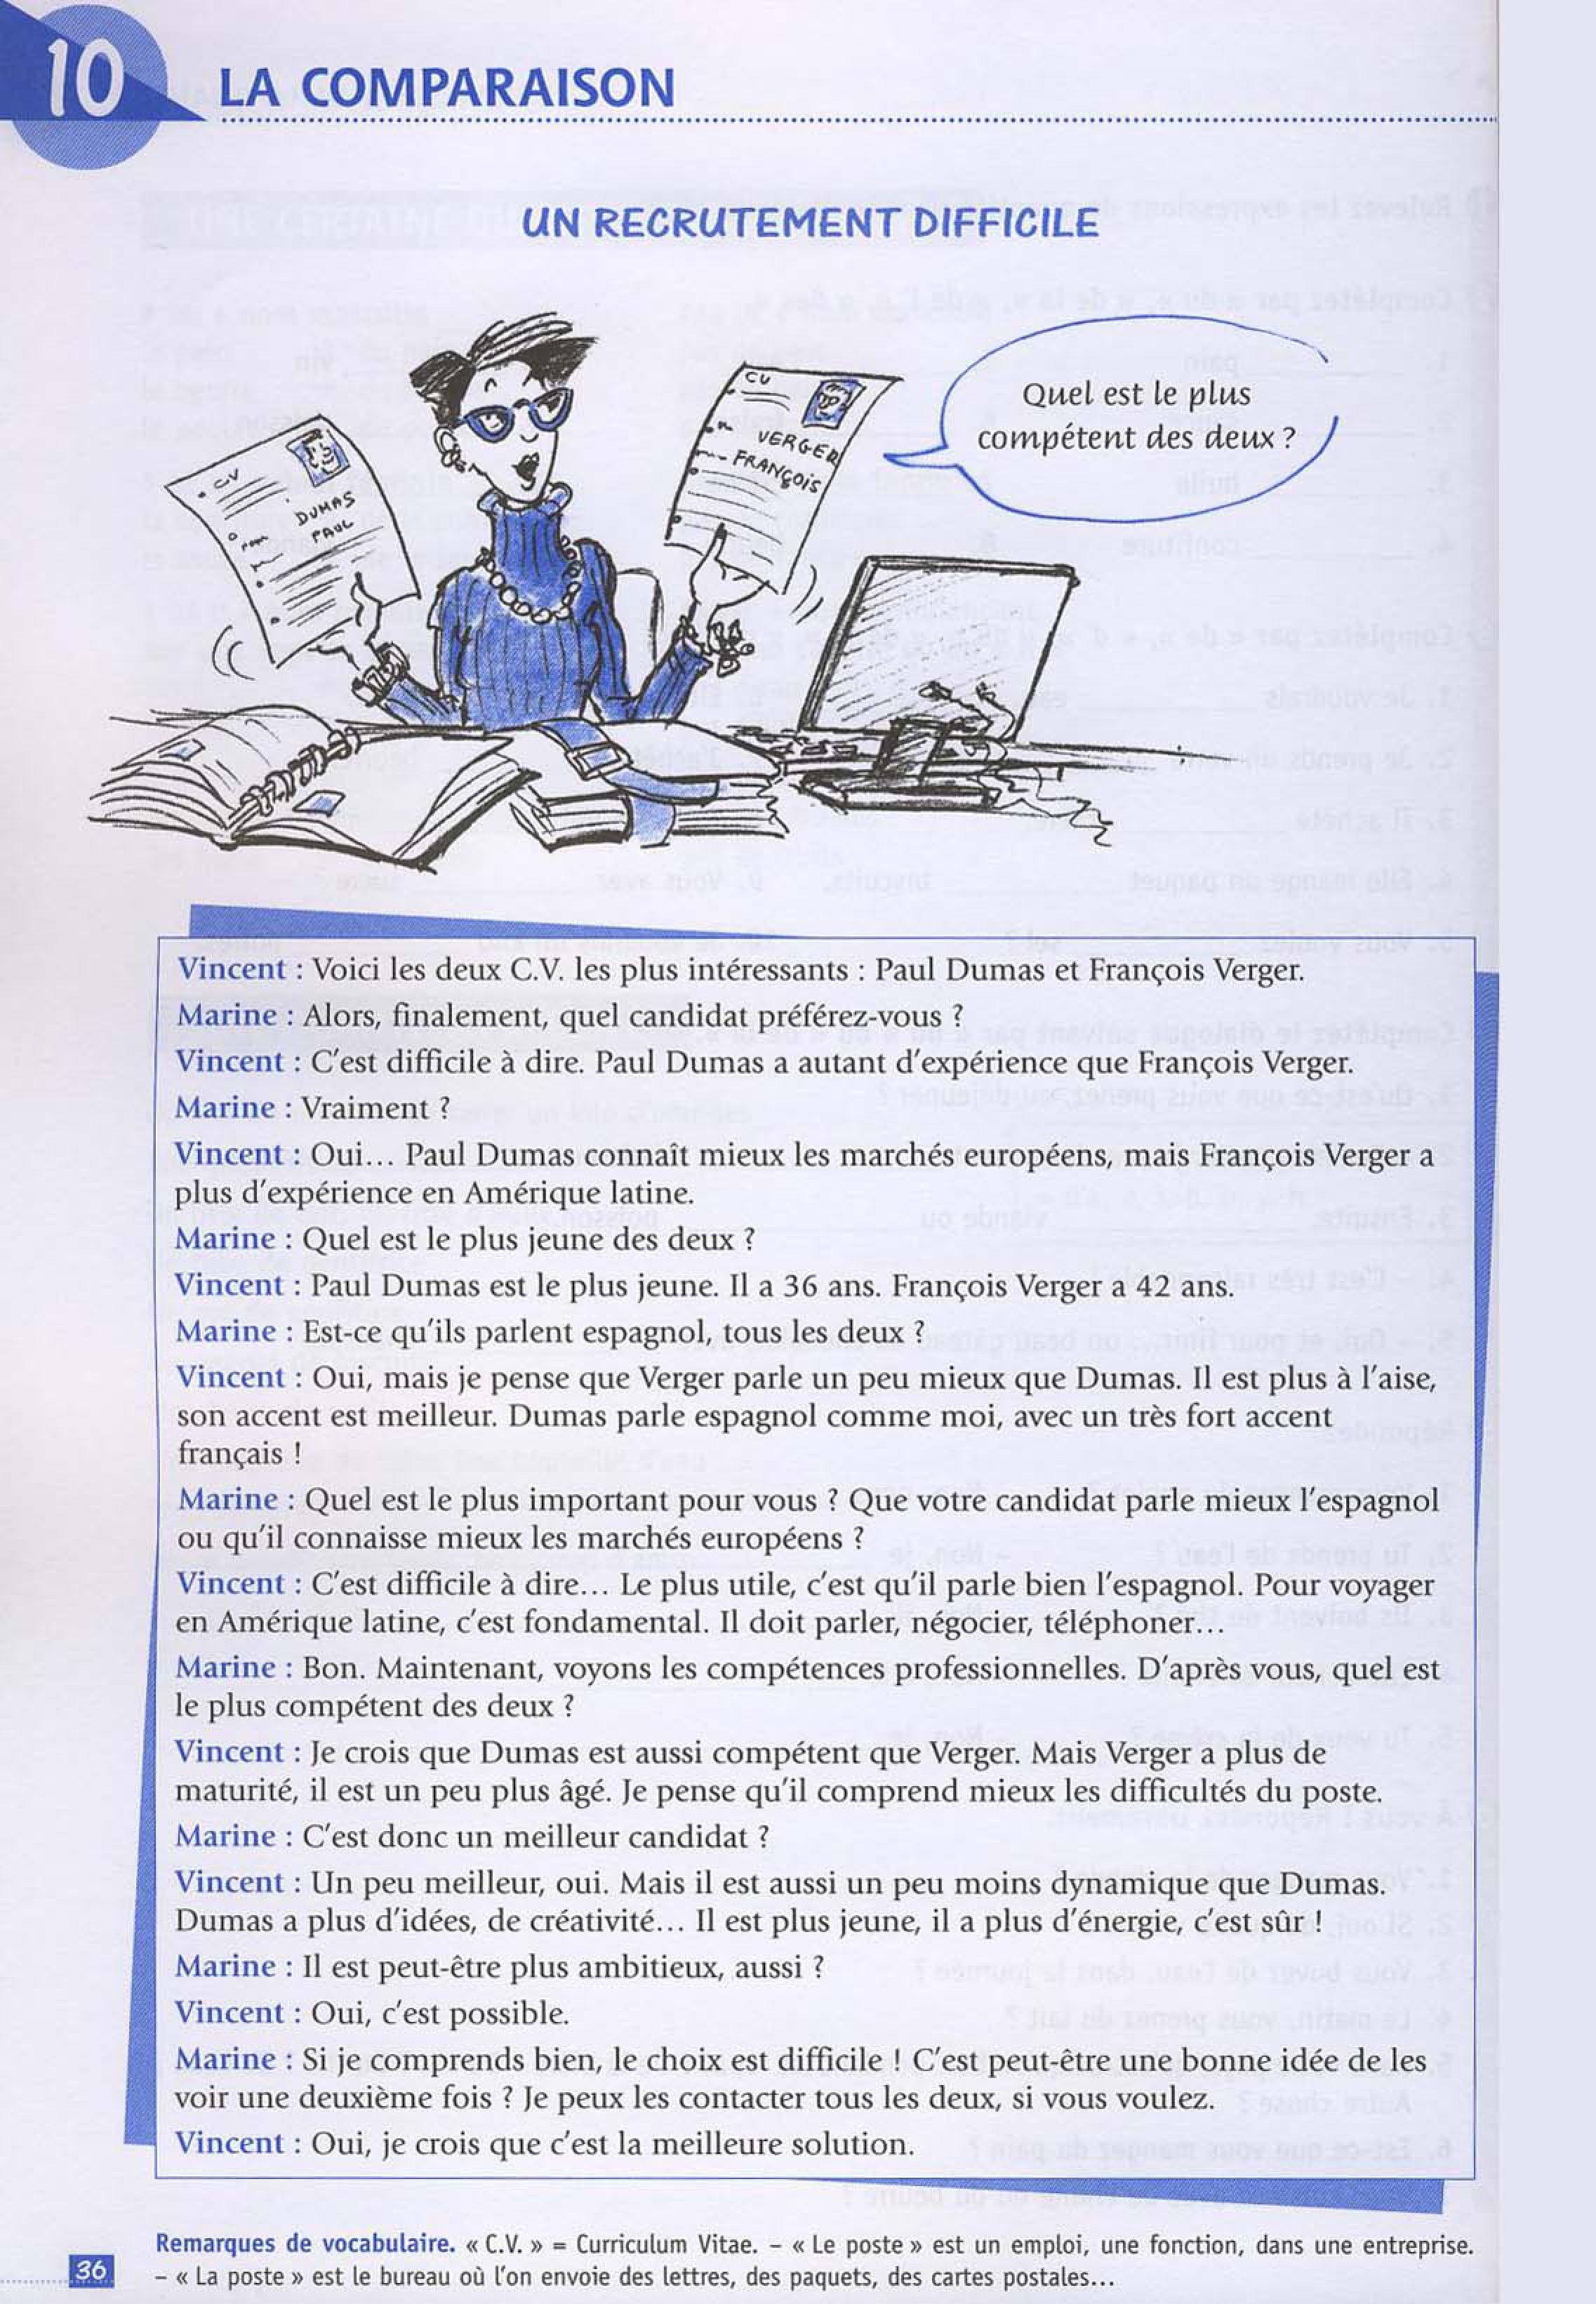 10
LA COMPARAISON
UN RECRUTEMENT DIFFICILE
Quel est le plus
compétent des deux ?
CV
DUMAS
PAUL
CV
VERGER
FRANÇOIS
Vincent : Voici les deux C.V. les plus intéressants : Paul Dumas et François Verger.
Marine : Alors, finalement, quel candidat préférez-vous ?
Vincent : C'est difficile à dire. Paul Dumas a autant d'expérience que François Verger.
Marine : Vraiment ?
Vincent : Oui... Paul Dumas connaît mieux les marchés européens, mais François Verger a
plus d'expérience en Amérique latine.
Marine : Quel est le plus jeune des deux ?
Vincent : Paul Dumas est le plus jeune. Il a 36 ans. François Verger a 42 ans.
Marine : Est-ce qu'ils parlent espagnol, tous les deux ?
Vincent : Oui, mais je pense que Verger parle un peu mieux que Dumas. Il est plus à l'aise,
son accent est meilleur. Dumas parle espagnol comme moi, avec un très fort accent
français !
Marine : Quel est le plus important pour vous ? Que votre candidat parle mieux l'espagnol
ou qu'il connaisse mieux les marchés européens ?
Vincent : C'est difficile à dire... Le plus utile, c'est qu'il parle bien l'espagnol. Pour voyager
en Amérique latine, c'est fondamental. Il doit parler, négocier, téléphoner...
Marine : Bon. Maintenant, voyons les compétences professionnelles. D'après vous, quel est
le plus compétent des deux ?
Vincent : Je crois que Dumas est aussi compétent que Verger. Mais Verger a plus de
maturité, il est un peu plus âgé. Je pense qu'il comprend mieux les difficultés du poste.
Marine : C'est donc un meilleur candidat ?
Vincent : Un peu meilleur, oui. Mais il est aussi un peu moins dynamique que Dumas.
Dumas a plus d'idées, de créativité... Il est plus jeune, il a plus d'énergie, c'est sûr !
Marine : Il est peut-être plus ambitieux, aussi ?
Vincent : Oui, c'est possible.
Marine : Si je comprends bien, le choix est difficile ! C'est peut-être une bonne idée de les
voir une deuxième fois ? Je peux les contacter tous les deux, si vous voulez.
Vincent : Oui, je crois que c'est la meilleure solution.
Remarques de vocabulaire. « C.V. » = Curriculum Vitae. – « Le poste » est un emploi, une fonction, dans une entreprise.
– « La poste » est le bureau où l'on envoie des lettres, des paquets, des cartes postales...
36